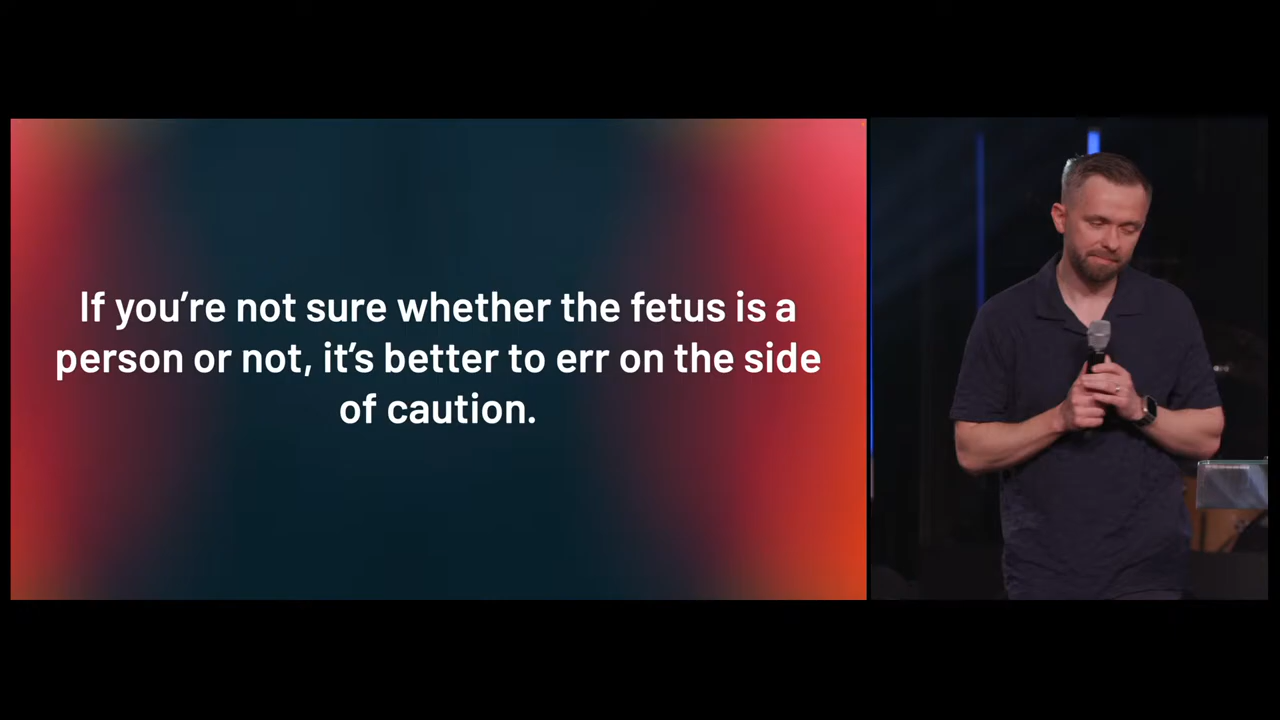 If you’re not sure whether the fetus is a
person or not, it’s better to err on the side
of caution.